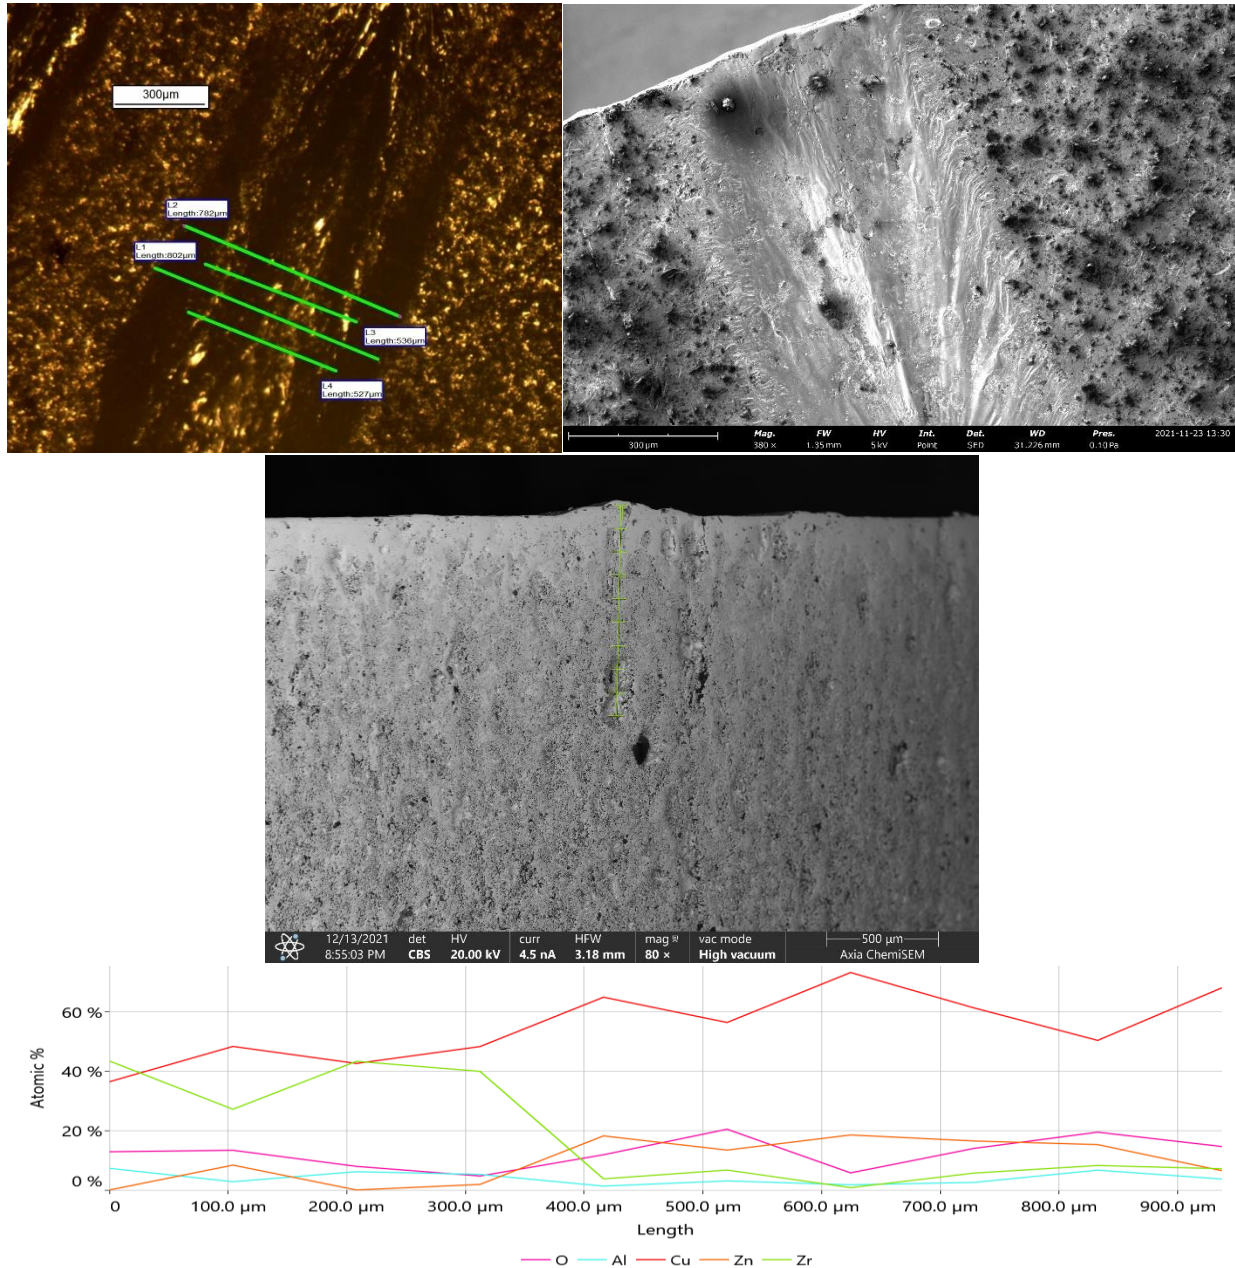 300µm
L2
Length:782µm
L1
Length:802µm
L3
Length:536µm
L4
Length:527µm
300 µm
Mag.
380 ×
FW
1.35 mm
HV
5 kV
Int.
Point
Det.
SED
WD
31.226 mm
Pres.
0.10 Pa
2021-11-23 13:30
12/13/2021
8:55:03 PM
det
CBS
HV
20.00 kV
curr
4.5 nA
HFW
3.18 mm
mag
80 ×
vac mode
High vacuum
500 µm
Axia ChemiSEM
60 %
40 %
20 %
0 %
Atomic %
0
100.0 µm
200.0 µm
300.0 µm
400.0 µm
500.0 µm
600.0 µm
700.0 µm
800.0 µm
900.0 µm
Length
O
Al
Cu
Zn
Zr